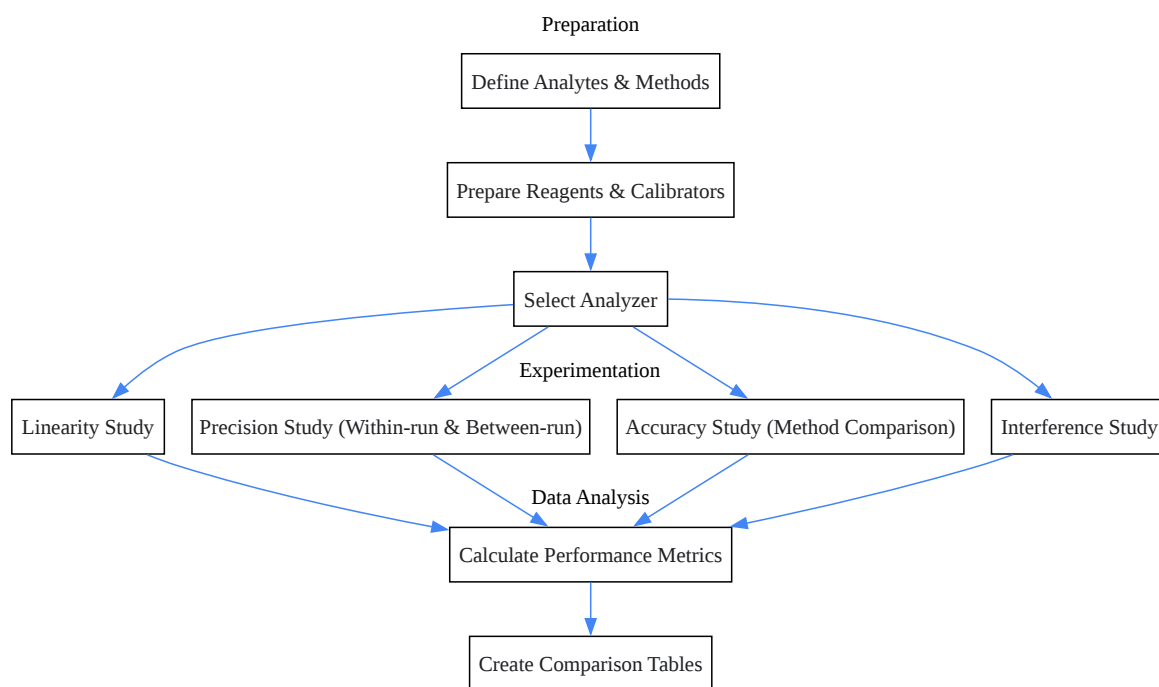 Preparation
Define Analytes & Methods
Prepare Reagents & Calibrators
Select Analyzer
Experimentation
Linearity Study
Precision Study (Within-run & Between-run)
Accuracy Study (Method Comparison)
Interference Study
Data Analysis
Calculate Performance Metrics
Create Comparison Tables